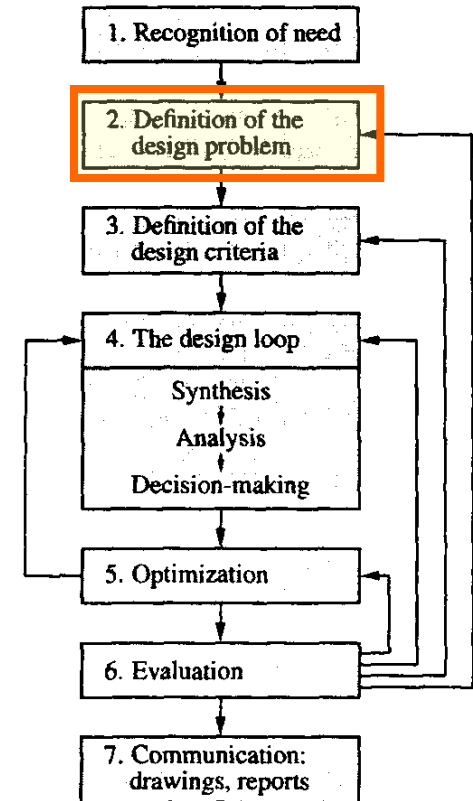 1. Recognition of need
2. Definition of the
design problem
3. Definition of the
design criteria
4. The design loop
Synthesis
Analysis
Decision-making
5. Optimization
6. Evaluation
7. Communication:
drawings, reports